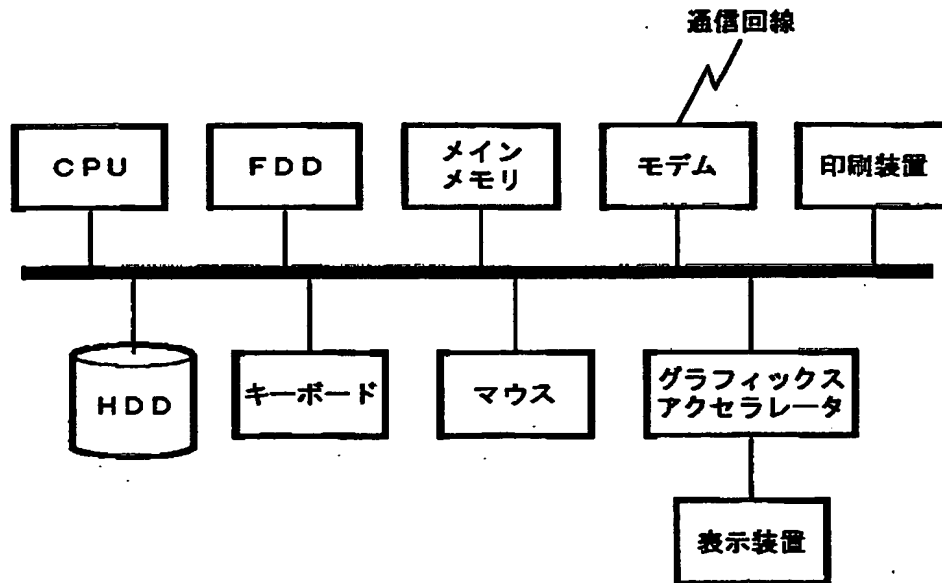 通信回線
CPU
FDD
メイン
メモリ
モデム
印刷装置
HDD
キーボード
マウス
グラフィックス
アクセラレータ
表示装置